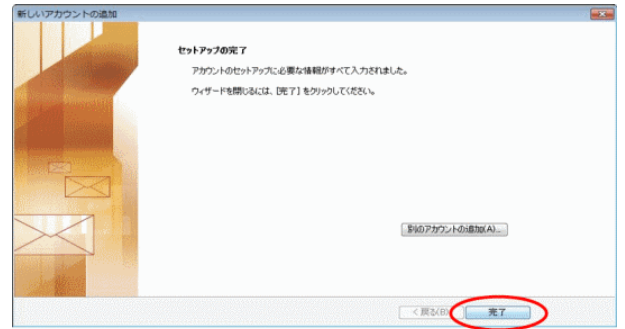 新しいアカウントの追加
セットアップの完了
アカウントのセットアップに必要な情報がすべて入力されました。
ウィザードを閉じるには、[完了] をクリックしてください。
別のアカウントの追加(A)...
< 戻る(B)
完了